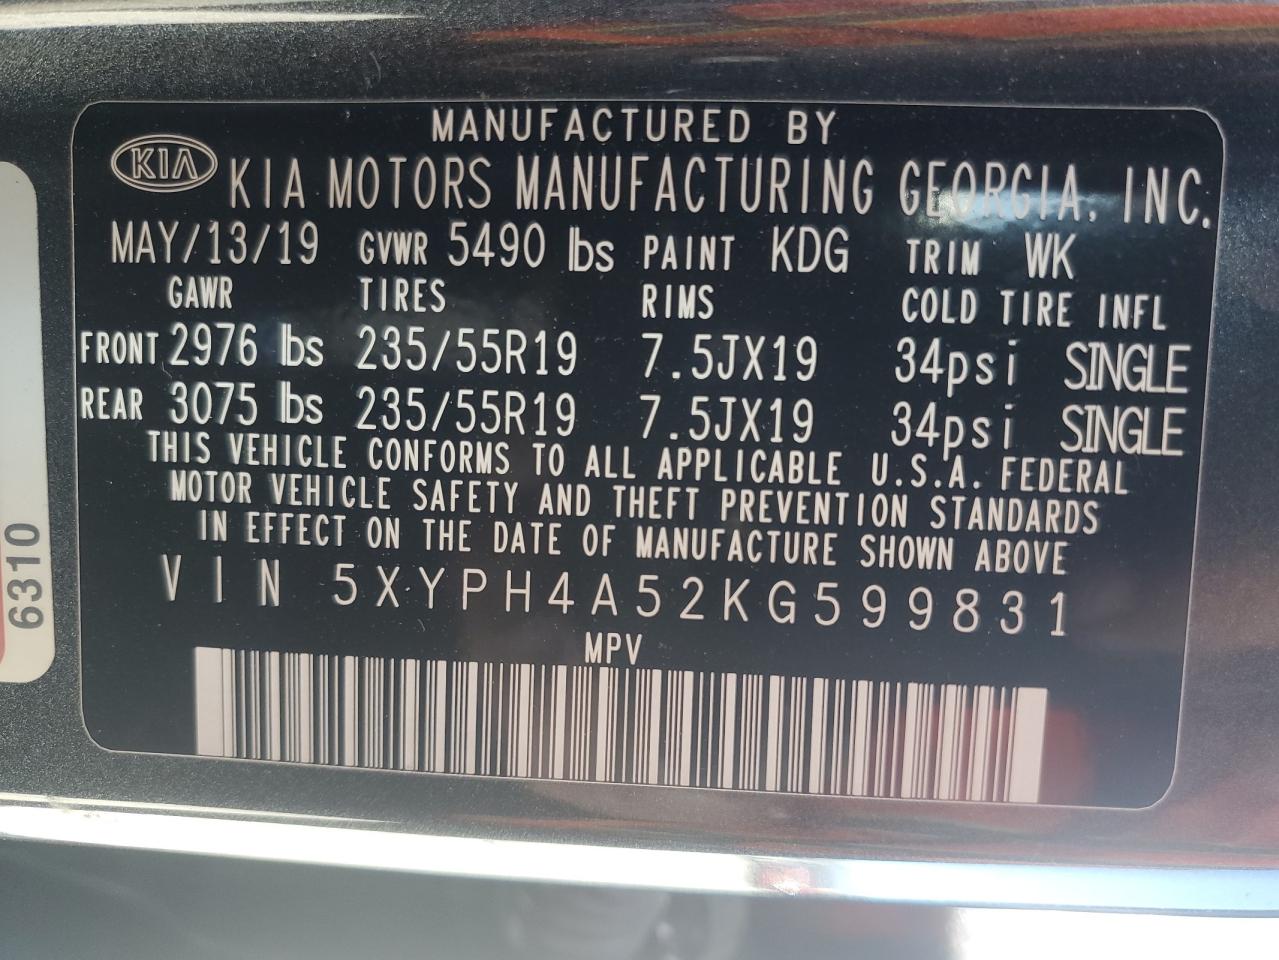 MANUFACTURED BY
KIA KIA MOTORS MANUFACTURING GEORGIA, INC.
MAY/13/19 GVWR 5490 lbs PAINT KDG TRIM WK
GAWR TIRES RIMS COLD TIRE INFL
FRONT 2976 lbs 235/55R19 7.5JX19 34psi SINGLE
REAR 3075 lbs 235/55R19 7.5JX19 34psi SINGLE
THIS VEHICLE CONFORMS TO ALL APPLICABLE U.S.A. FEDERAL
MOTOR VEHICLE SAFETY AND THEFT PREVENTION STANDARDS
IN EFFECT ON THE DATE OF MANUFACTURE SHOWN ABOVE
VIN 5XYPH4A52KG599831
MPV
6310